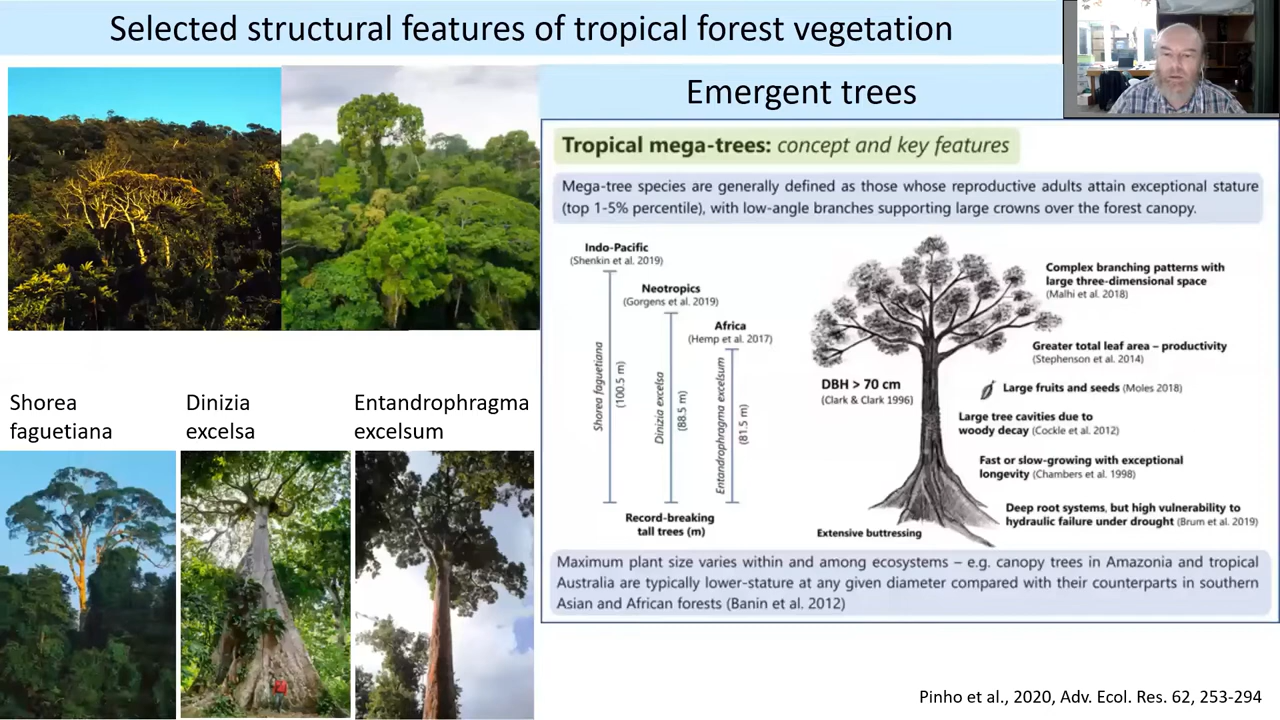 Selected structural features of tropical forest vegetation
Emergent trees
Tropical mega-trees: concept and key features
Mega-tree species are generally defined as those whose reproductive adults attain exceptional stature
(top 1-5% percentile), with low-angle branches supporting large crowns over the forest canopy.
Indo-Pacific
(Shenkin et al. 2019)
Neotropics
(Gorgens et al. 2019)
Africa
(Hemp et al. 2017)
Shorea faguetiana
(100.5 m)
Dinizia excelsa
(88.5 m)
Entandrophragma excelsum
(81.5 m)
Record-breaking
tall trees (m)
Complex branching patterns with
large three-dimensional space
(Malhi et al. 2018)
Greater total leaf area – productivity
(Stephenson et al. 2014)
DBH > 70 cm
(Clark & Clark 1996)
Large fruits and seeds (Moles 2018)
Large tree cavities due to
woody decay (Cockle et al. 2012)
Fast or slow-growing with exceptional
longevity (Chambers et al. 1998)
Deep root systems, but high vulnerability to
hydraulic failure under drought (Brum et al. 2019)
Extensive buttressing
Maximum plant size varies within and among ecosystems – e.g. canopy trees in Amazonia and tropical
Australia are typically lower-stature at any given diameter compared with their counterparts in southern
Asian and African forests (Banin et al. 2012)
Shorea
faguetiana
Dinizia
excelsa
Entandrophragma
excelsum
Pinho et al., 2020, Adv. Ecol. Res. 62, 253-294